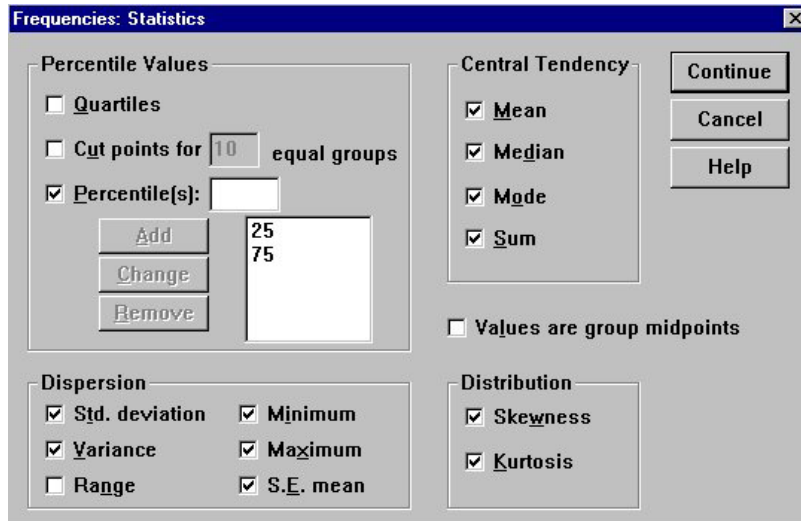 Frequencies: Statistics
Percentile Values
Quartiles
Cut points for 10 equal groups
Percentile(s):
Add
Change
Remove
25
75
Central Tendency
Mean
Median
Mode
Sum
Continue
Cancel
Help
Values are group midpoints
Dispersion
Std. deviation
Minimum
Variance
Maximum
Range
S.E. mean
Distribution
Skewness
Kurtosis